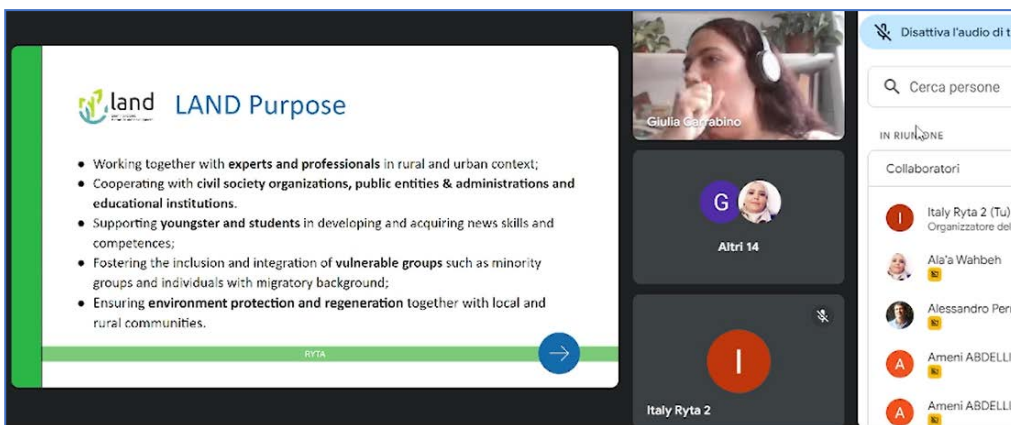 land
LAND Purpose
• Working together with experts and professionals in rural and urban context;
• Cooperating with civil society organizations, public entities & administrations and
educational institutions.
• Supporting youngster and students in developing and acquiring news skills and
competences;
• Fostering the inclusion and integration of vulnerable groups such as minority
groups and individuals with migratory background;
• Ensuring environment protection and regeneration together with local and
rural communities.
RYTA
Giulia Garrabino
G
Altri 14
I
Italy Ryta 2
Disattiva l'audio di t
Cerca persone
IN RIUNIONE
Collaboratori
I
Italy Ryta 2 (Tu)
Organizzatore del
Ala'a Wahbeh
Alessandro Per
A
Ameni ABDELLI
A
Ameni ABDELLI